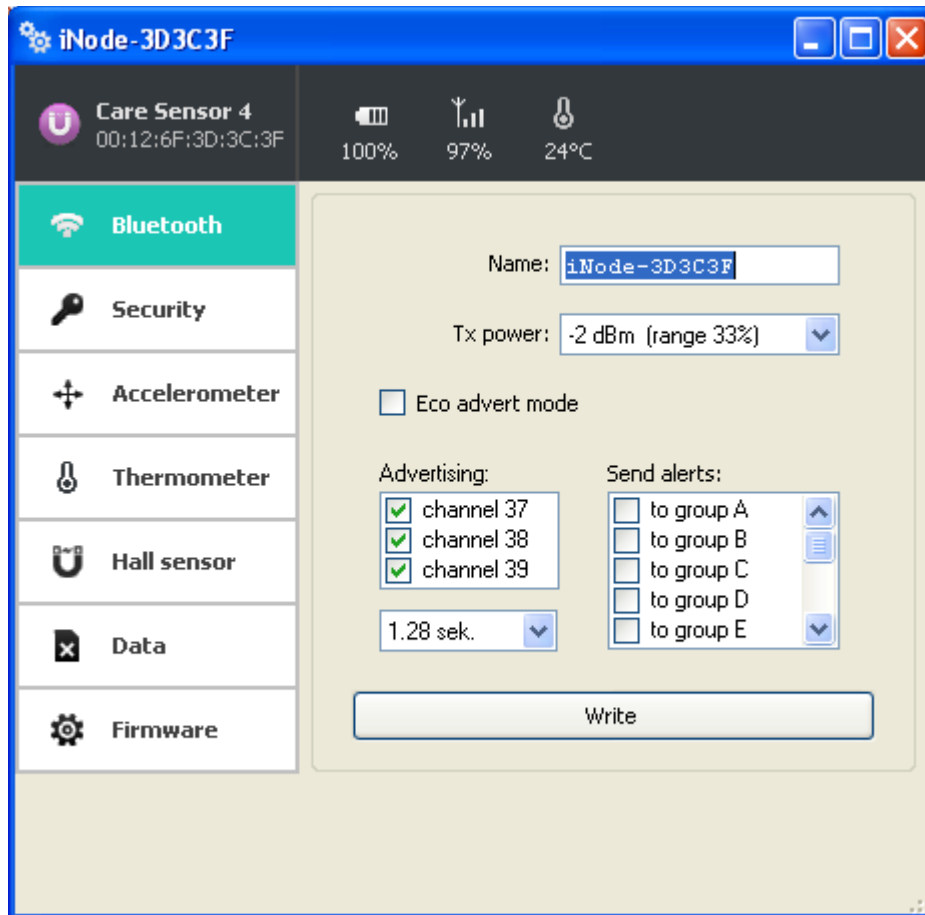 iNode-3D3C3F
Care Sensor 4
00:12:6F:3D:3C:3F
100%
97%
24°C
Bluetooth
Security
Accelerometer
Thermometer
Hall sensor
Data
Firmware
Name:
iNode-3D3C3F
Tx power:
-2 dBm (range 33%)
Eco advert mode
Advertising:
channel 37
channel 38
channel 39
1.28 sek.
Send alerts:
to group A
to group B
to group C
to group D
to group E
Write